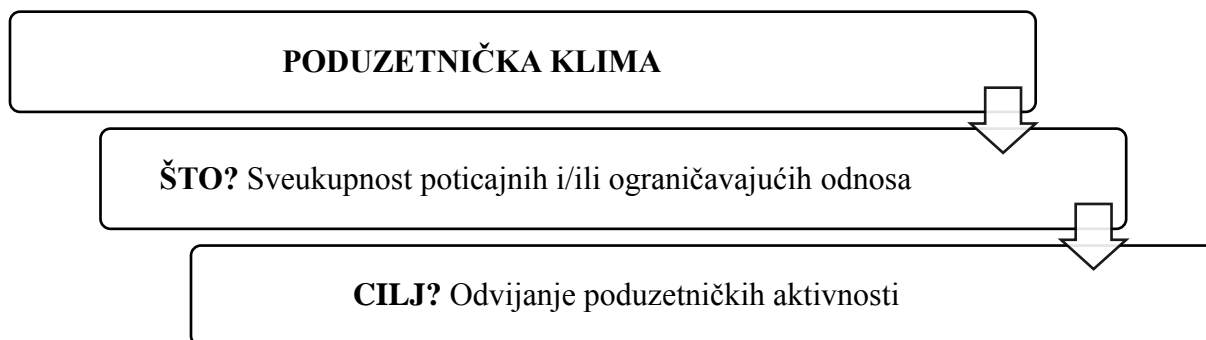 PODUZETNIČKA KLIMA
ŠTO? Sveukupnost poticajnih i/ili ograničavajućih odnosa
CILJ? Odvijanje poduzetničkih aktivnosti